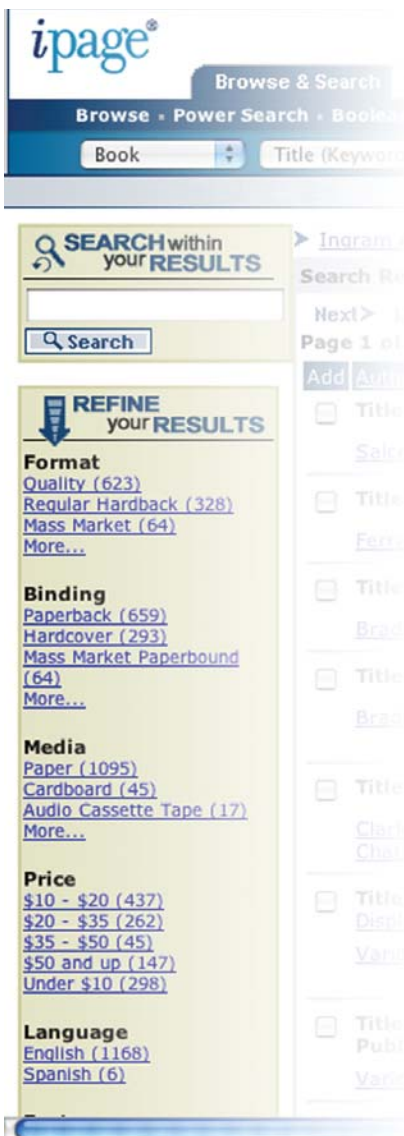 ipage®
Browse & Search
Browse • Power Search • Boolean
Book Title (Keyword
SEARCH within
your RESULTS
Search
REFINE
your RESULTS
Format
Quality (623)
Regular Hardback (328)
Mass Market (64)
More...
Binding
Paperback (659)
Hardcover (293)
Mass Market Paperbound
(64)
More...
Media
Paper (1095)
Cardboard (45)
Audio Cassette Tape (17)
More...
Price
$10 - $20 (437)
$20 - $35 (262)
$35 - $50 (45)
$50 and up (147)
Under $10 (298)
Language
English (1168)
Spanish (6)
➤ Ingram
Search Re
Next>
Page 1 of
Add Auth
Title
Title
Title
Title
Title
Title
Title